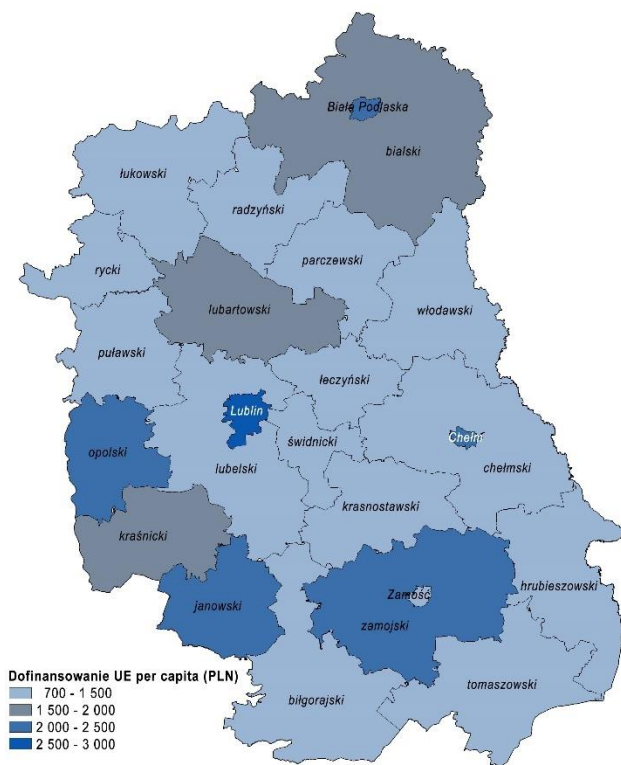 Biała Podlaska
bialski
łukowski
radzyński
parczewski
rycki
lubartowski
włodawski
puławski
łęczyński
Lublin
Chełm
opolski
świdnicki
lubelski
chełmski
krasnostawski
kraśnicki
Zamość
hrubieszowski
janowski
zamojski
Dofinansowanie UE per capita (PLN)
700 - 1 500
1 500 - 2 000
2 000 - 2 500
2 500 - 3 000
biłgorajski
tomaszowski